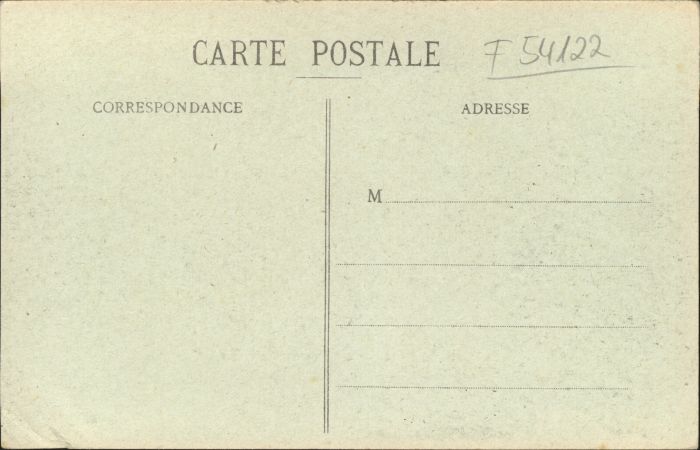 CARTE POSTALE
F 54122
CORRESPONDANCE
ADRESSE
M